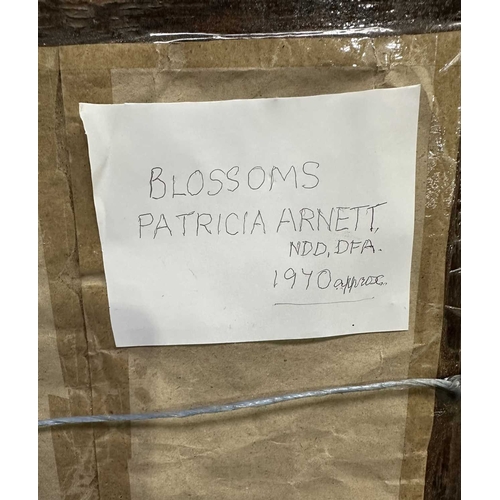 BLOSSOMS
PATRICIA ARNETT,
NDD, DFA.
1970 approx.